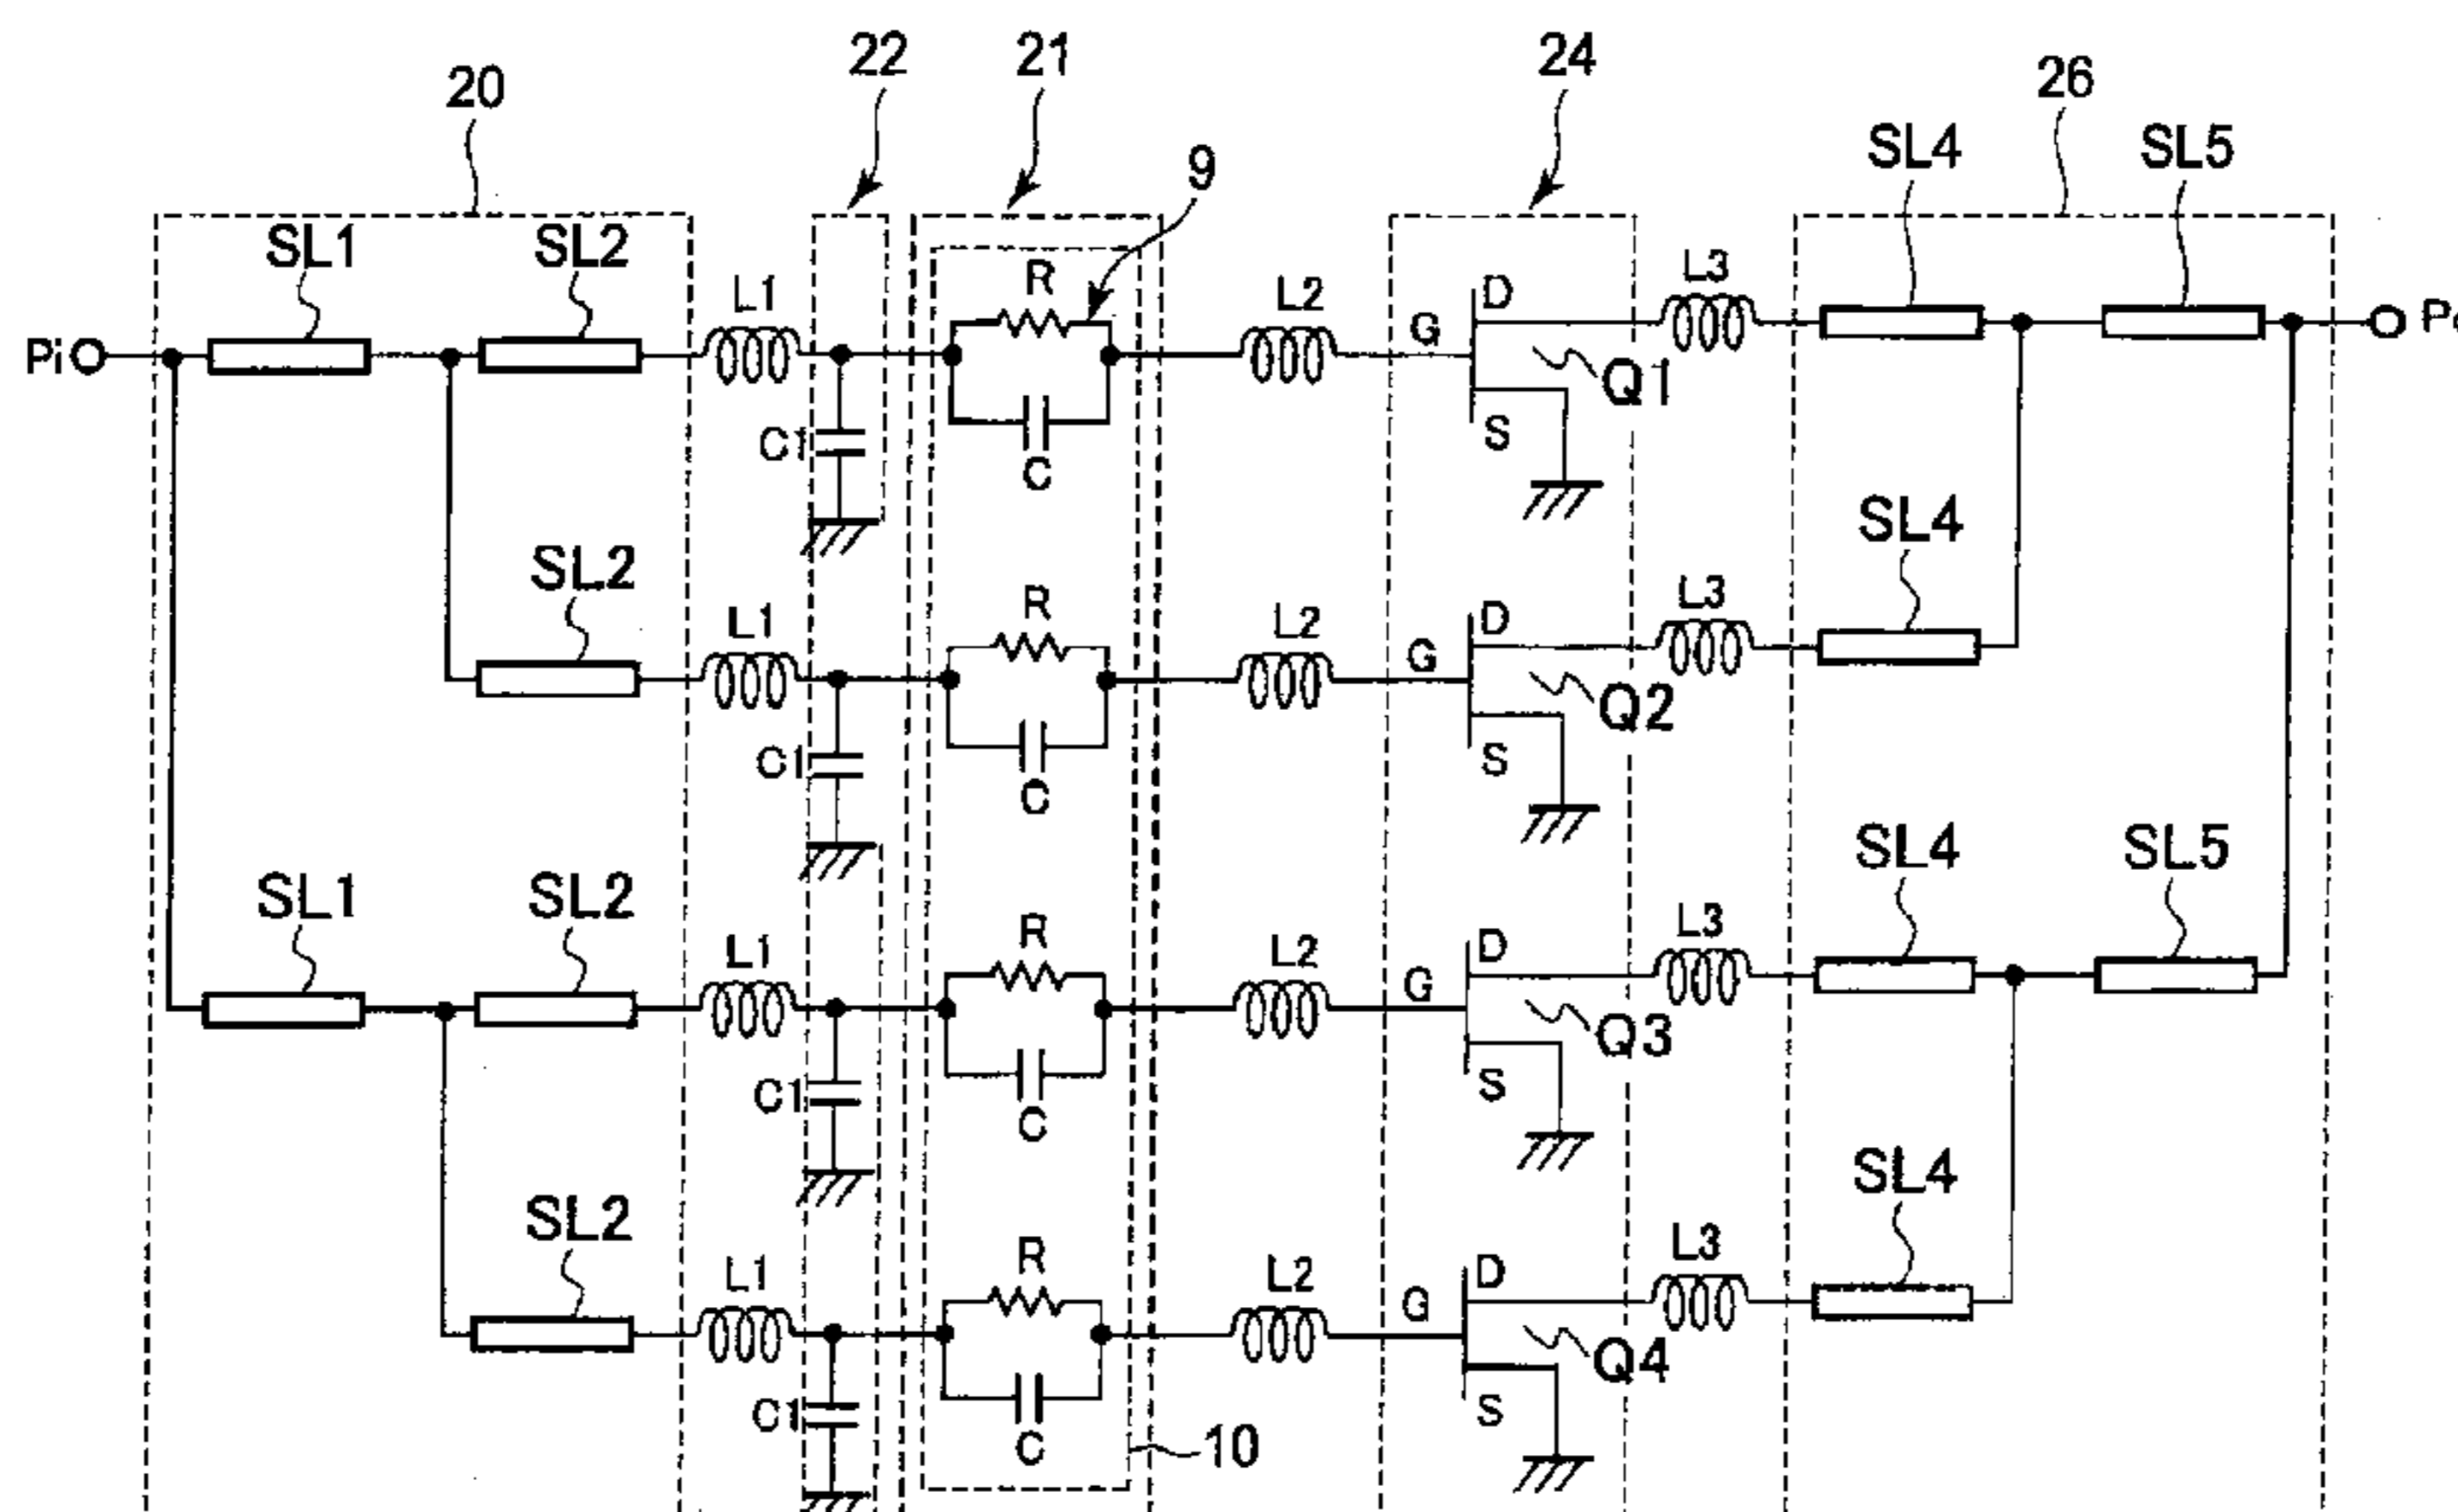 22 21 24
20 26
9 SL4 SL5
SL1 SL2 L1 R L2 D L3
Pi G Q1
C1 C S
SL4
SL2 L1 R L2 D L3
G Q2
C1 C S
SL4 SL5
SL1 SL2 L1 R L2 D L3
G Q3
C1 C S
SL4
SL2 L1 R L2 D L3
G Q4
C1 C S
10